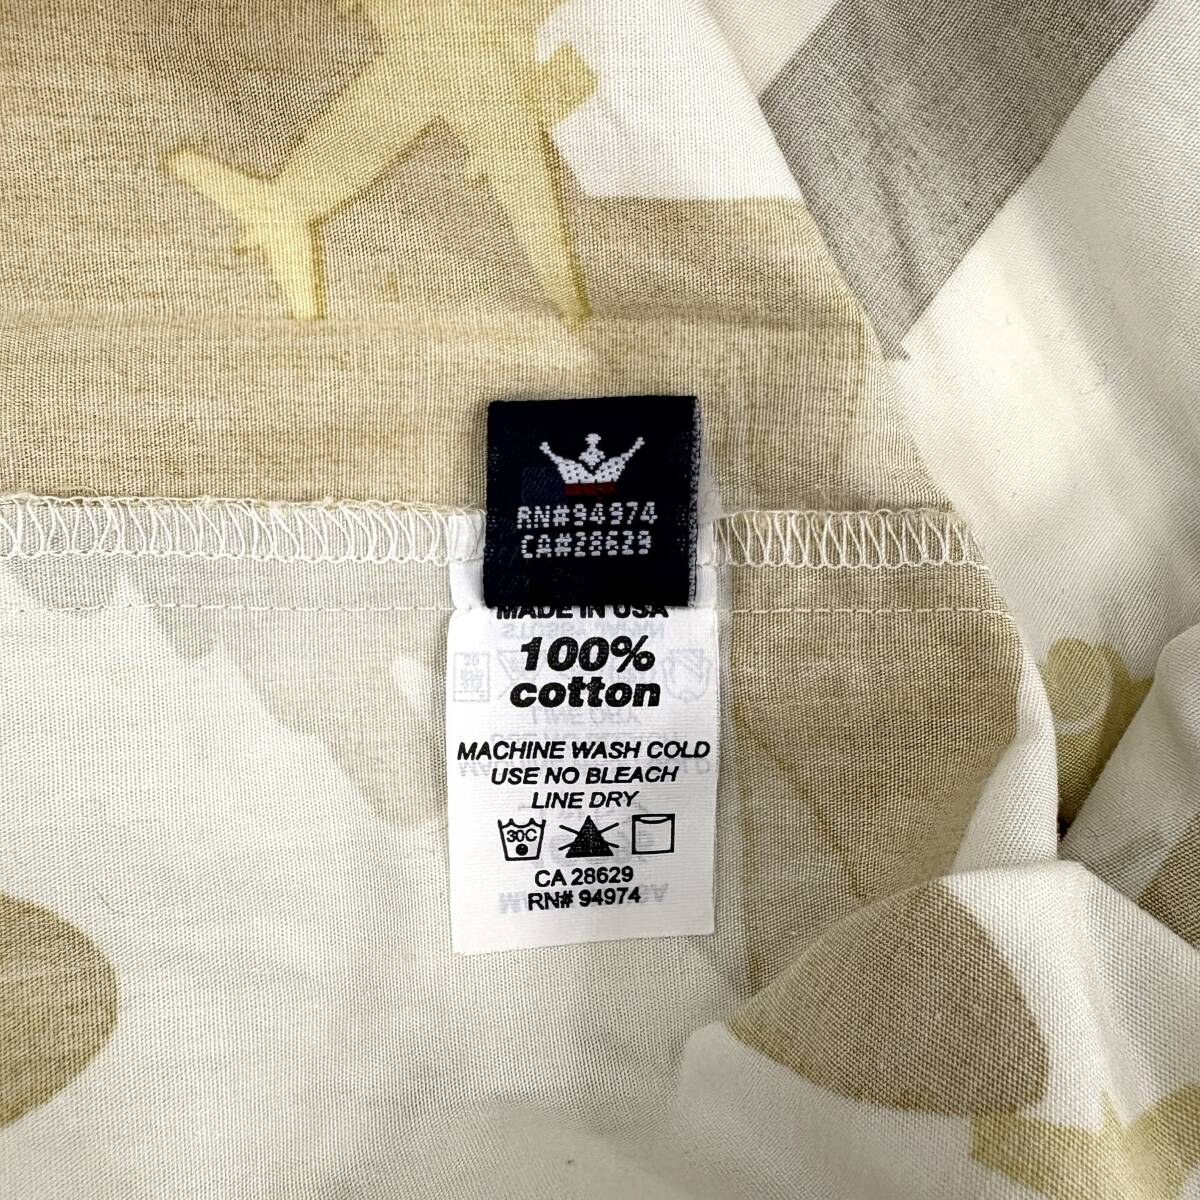 RN#94974
CA#28629
MADE IN USA
100%
cotton
MACHINE WASH COLD
USE NO BLEACH
LINE DRY
30C
CA 28629
RN# 94974